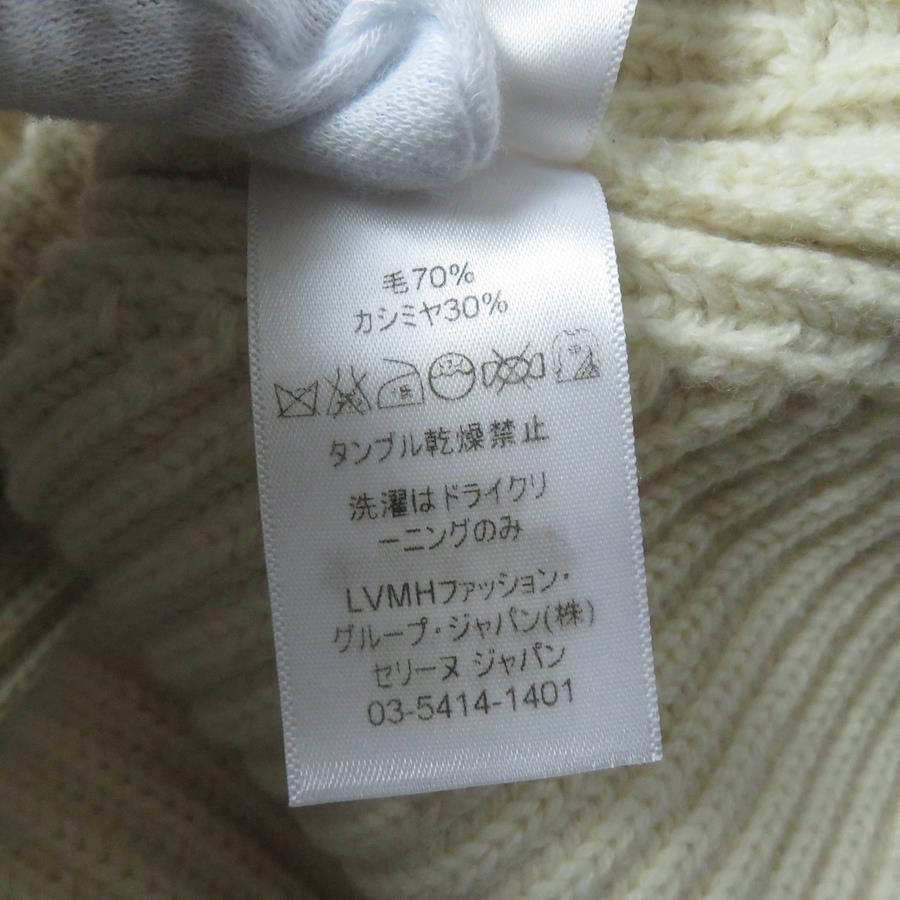 毛70%
カシミヤ30%
タンブル乾燥禁止
洗濯はドライクリ
ーニングのみ
LVMHファッション・
グループ・ジャパン(株)
セリーヌ ジャパン
03-5414-1401